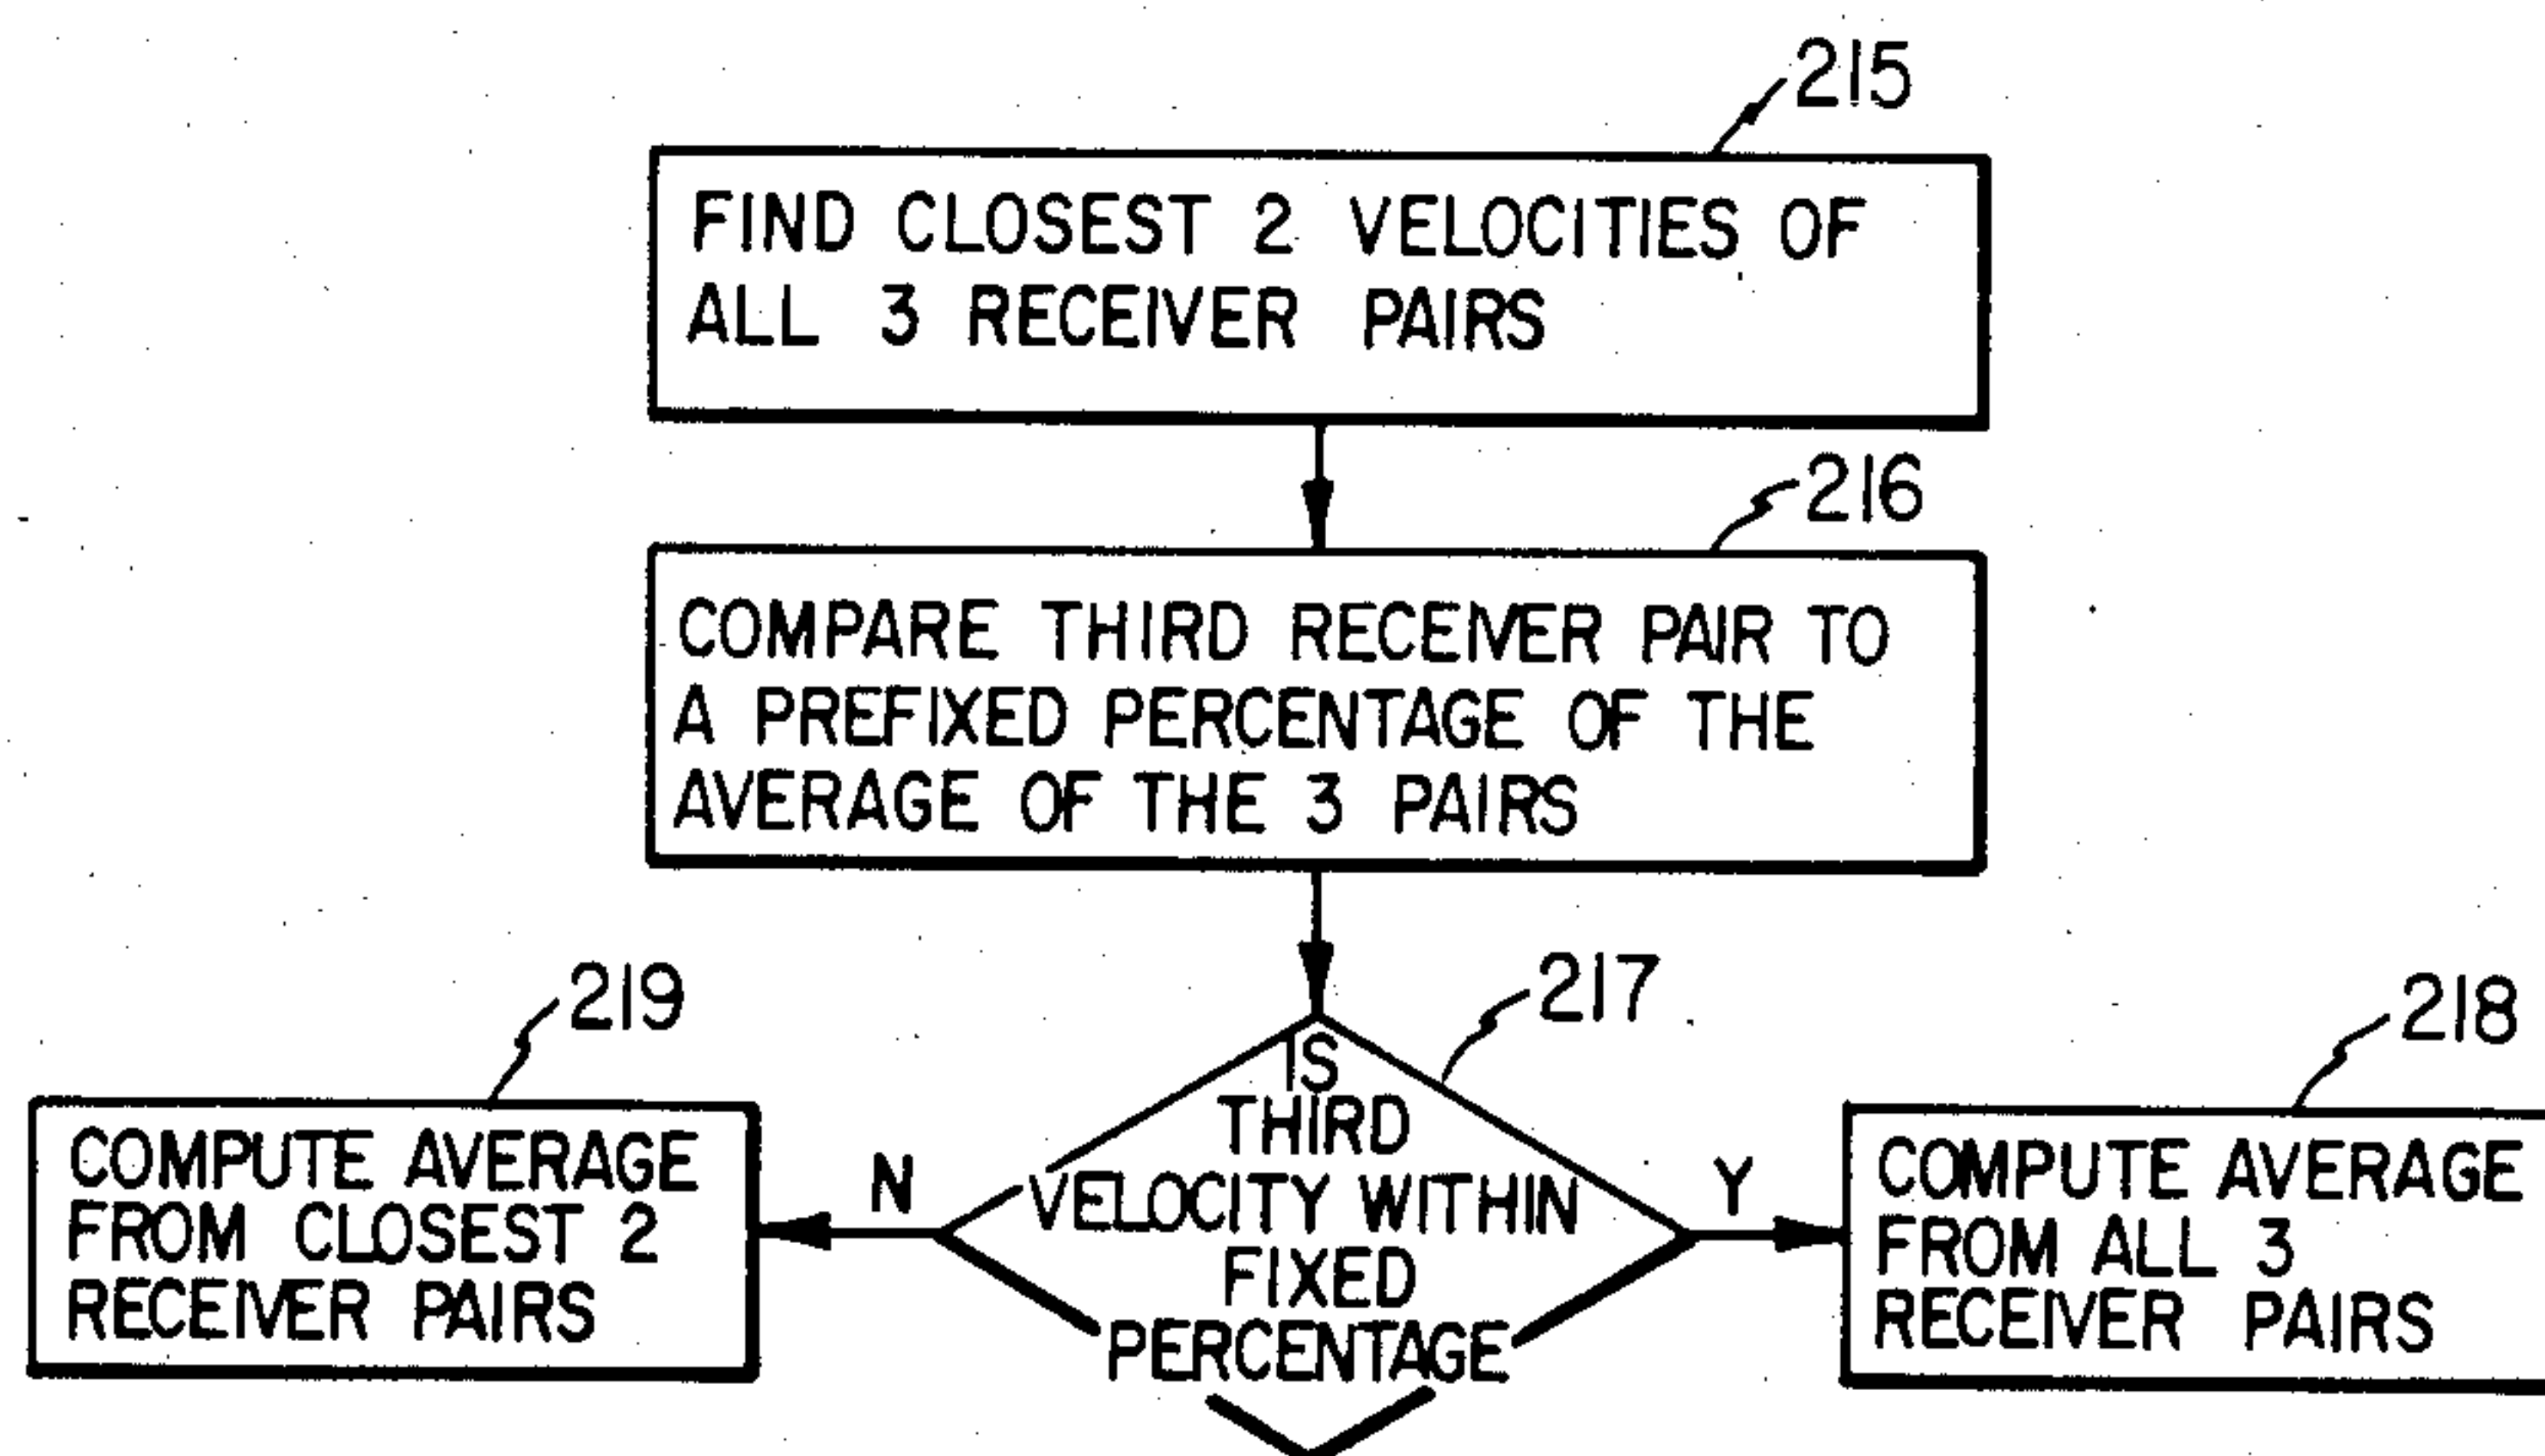 215
FIND CLOSEST 2 VELOCITIES OF
ALL 3 RECEIVER PAIRS
216
COMPARE THIRD RECEIVER PAIR TO
A PREFIXED PERCENTAGE OF THE
AVERAGE OF THE 3 PAIRS
217
IS
THIRD
VELOCITY WITHIN
FIXED
PERCENTAGE
N
Y
219
COMPUTE AVERAGE
FROM CLOSEST 2
RECEIVER PAIRS
218
COMPUTE AVERAGE
FROM ALL 3
RECEIVER PAIRS